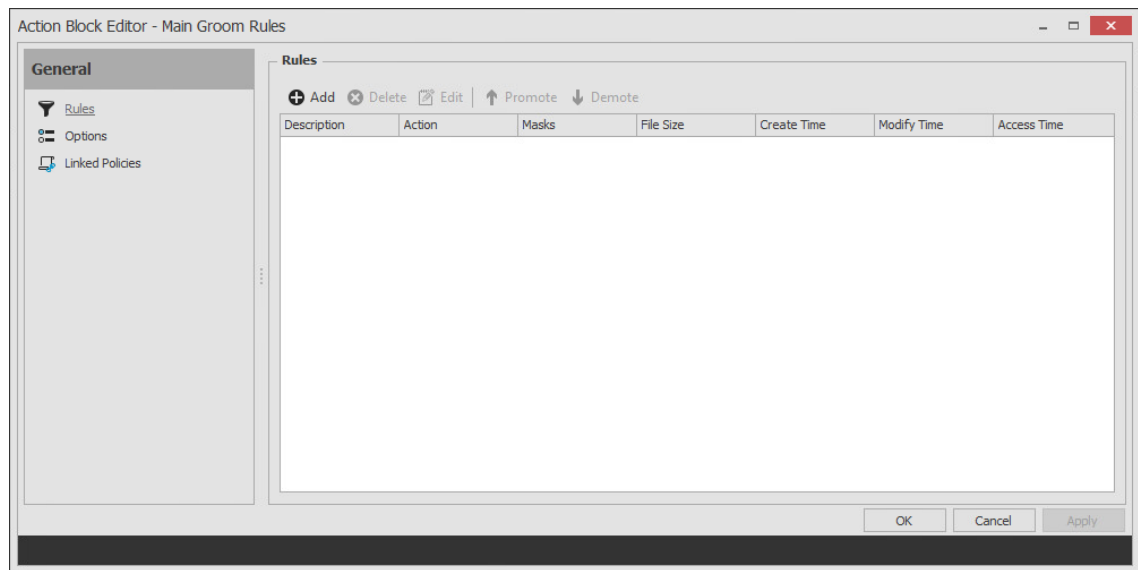 Action Block Editor - Main Groom Rules
General
Rules
Options
Linked Policies
Rules
Add Delete Edit Promote Demote
Description Action Masks File Size Create Time Modify Time Access Time
OK Cancel Apply